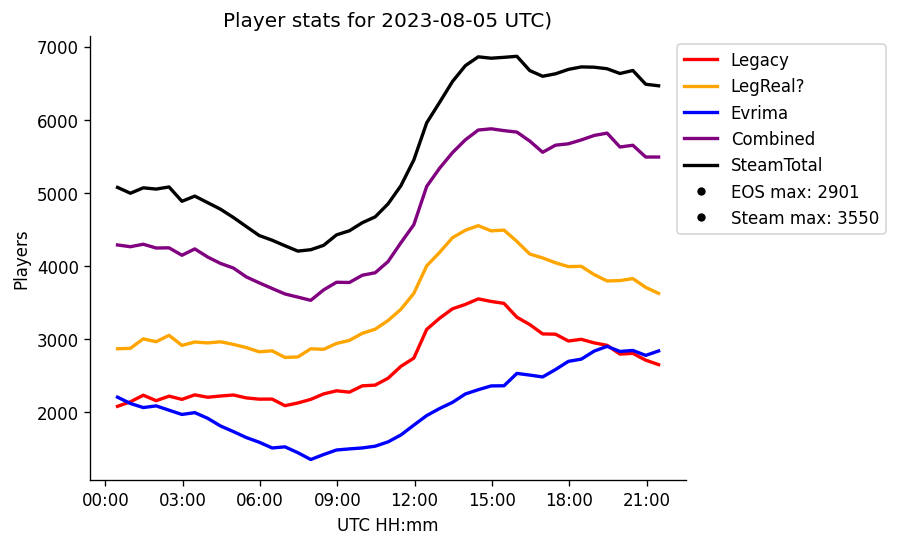 Player stats for 2023-08-05 UTC)
7000
6000
5000
4000
3000
2000
Players
00:00 03:00 06:00 09:00 12:00 15:00 18:00 21:00
UTC HH:mm
Legacy
LegReal?
Evrima
Combined
SteamTotal
EOS max: 2901
Steam max: 3550